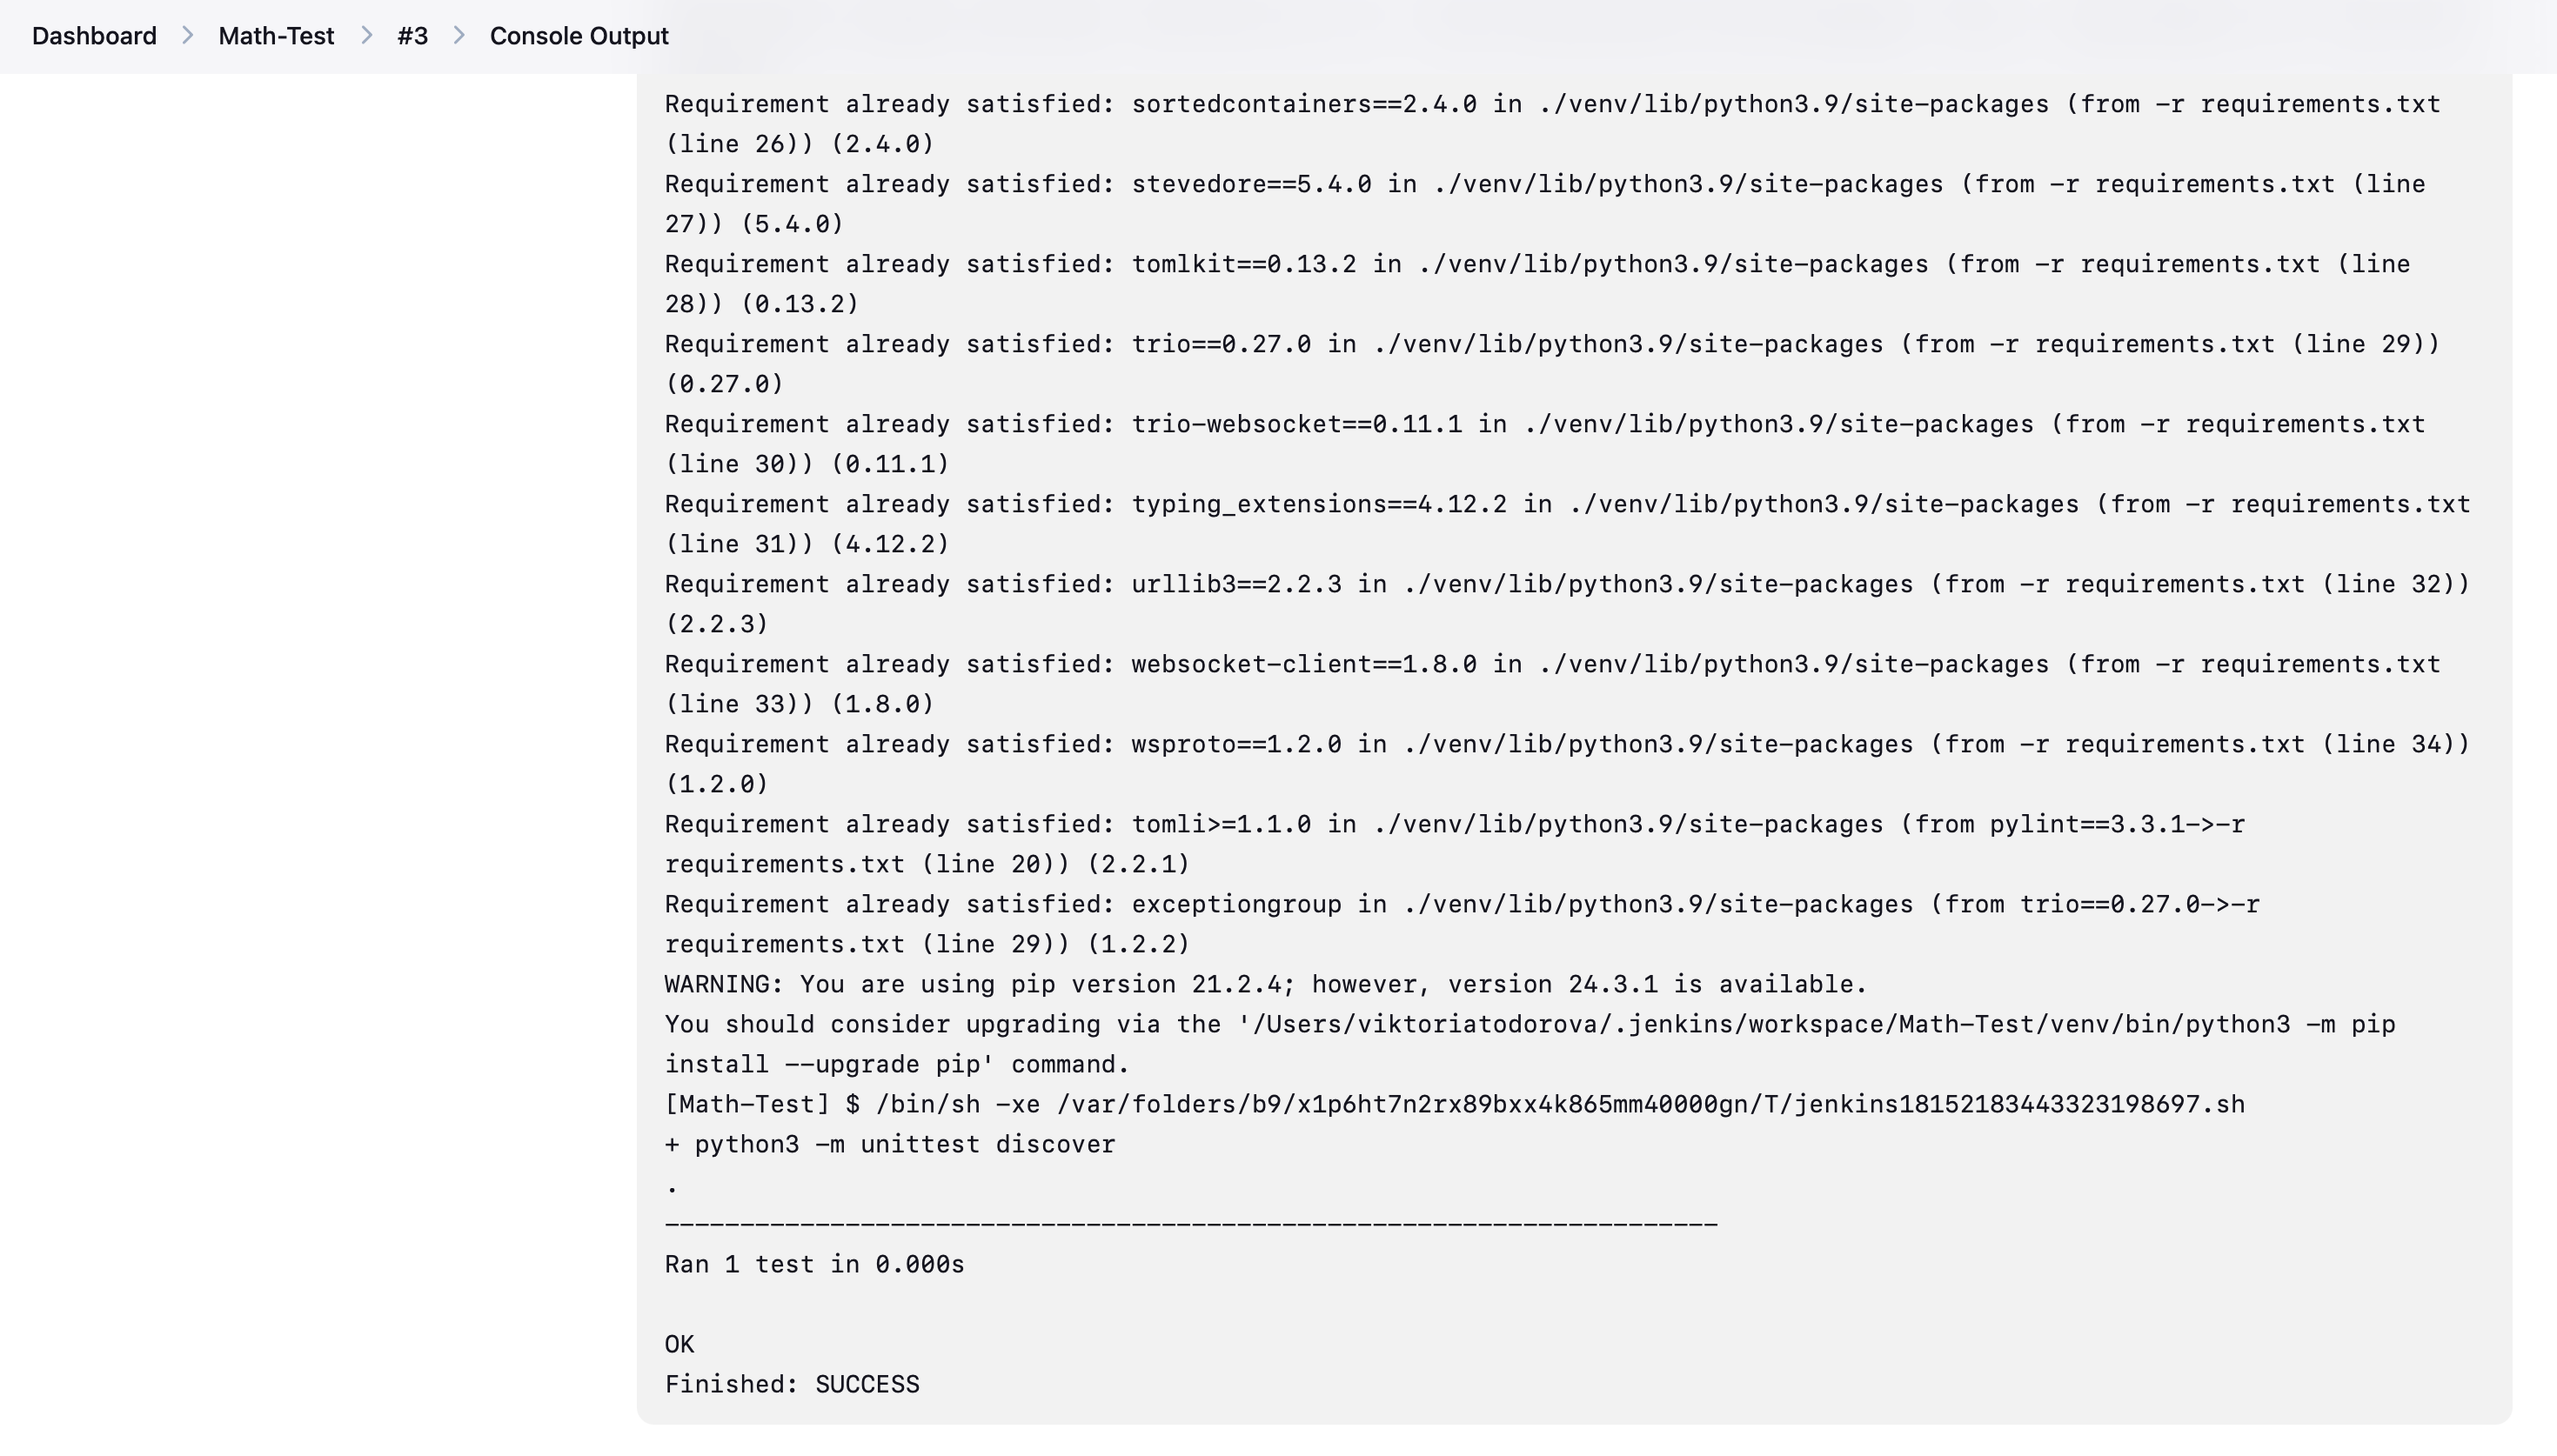 Dashboard > Math-Test > #3 > Console Output
Requirement already satisfied: sortedcontainers==2.4.0 in ./venv/lib/python3.9/site-packages (from -r requirements.txt
(line 26)) (2.4.0)
Requirement already satisfied: stevedore==5.4.0 in ./venv/lib/python3.9/site-packages (from -r requirements.txt (line
27)) (5.4.0)
Requirement already satisfied: tomlkit==0.13.2 in ./venv/lib/python3.9/site-packages (from -r requirements.txt (line
28)) (0.13.2)
Requirement already satisfied: trio==0.27.0 in ./venv/lib/python3.9/site-packages (from -r requirements.txt (line 29))
(0.27.0)
Requirement already satisfied: trio-websocket==0.11.1 in ./venv/lib/python3.9/site-packages (from -r requirements.txt
(line 30)) (0.11.1)
Requirement already satisfied: typing_extensions==4.12.2 in ./venv/lib/python3.9/site-packages (from -r requirements.txt
(line 31)) (4.12.2)
Requirement already satisfied: urllib3==2.2.3 in ./venv/lib/python3.9/site-packages (from -r requirements.txt (line 32))
(2.2.3)
Requirement already satisfied: websocket-client==1.8.0 in ./venv/lib/python3.9/site-packages (from -r requirements.txt
(line 33)) (1.8.0)
Requirement already satisfied: wsproto==1.2.0 in ./venv/lib/python3.9/site-packages (from -r requirements.txt (line 34))
(1.2.0)
Requirement already satisfied: tomli>=1.1.0 in ./venv/lib/python3.9/site-packages (from pylint==3.3.1->-r
requirements.txt (line 20)) (2.2.1)
Requirement already satisfied: exceptiongroup in ./venv/lib/python3.9/site-packages (from trio==0.27.0->-r
requirements.txt (line 29)) (1.2.2)
WARNING: You are using pip version 21.2.4; however, version 24.3.1 is available.
You should consider upgrading via the '/Users/viktoriatodorova/.jenkins/workspace/Math-Test/venv/bin/python3 -m pip
install --upgrade pip' command.
[Math-Test] $ /bin/sh -xe /var/folders/b9/x1p6ht7n2rx89bxx4k865mm40000gn/T/jenkins18152183443323198697.sh
+ python3 -m unittest discover
.
----------------------------------------------------------------------
Ran 1 test in 0.000s

OK
Finished: SUCCESS